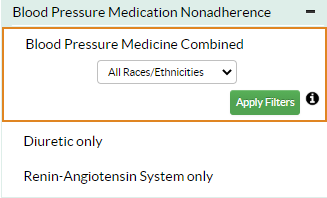 Blood Pressure Medication Nonadherence –
Blood Pressure Medicine Combined
All Races/Ethnicities
Apply Filters
Diuretic only
Renin-Angiotensin System only